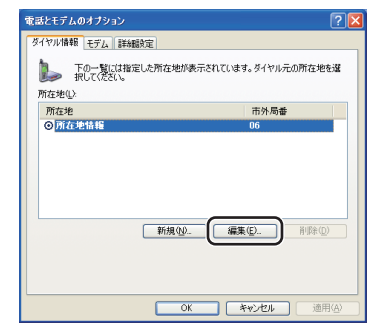 電話とモデムのオプション
ダイヤル情報 モデム 詳細設定
下の一覧には指定した所在地が表示されています。ダイヤル元の所在地を選
択してください。
所在地(L):
所在地 市外局番
所在地情報 06
新規(N)... 編集(E)... 削除(D)
OK キャンセル 適用(A)